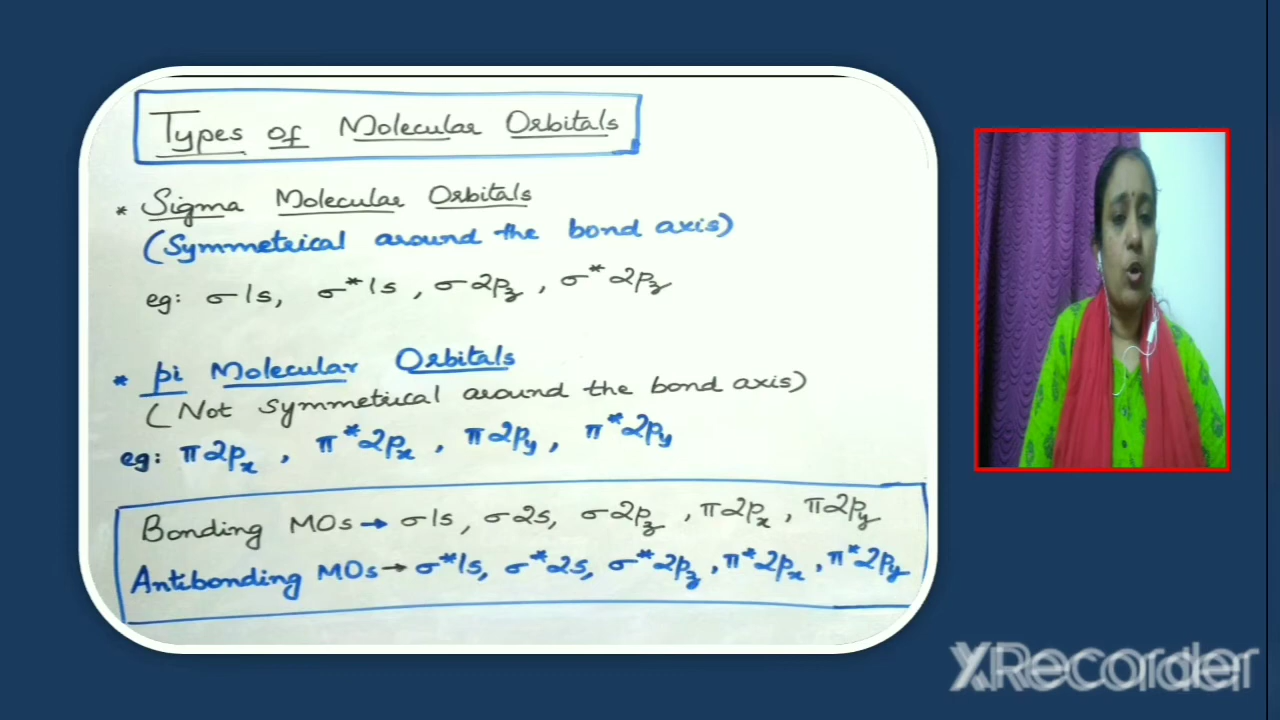 Types of Molecular Orbitals
* Sigma Molecular Orbitals
(Symmetrical around the bond axis)
eg: σ1s, σ*1s, σ2pz, σ*2pz
* pi Molecular Orbitals
(Not symmetrical around the bond axis)
eg: π2px, π*2px, π2py, π*2py
Bonding MOs → σ1s, σ2s, σ2pz, π2px, π2py
Antibonding MOs → σ*1s, σ*2s, σ*2pz, π*2px, π*2py
XRecorder